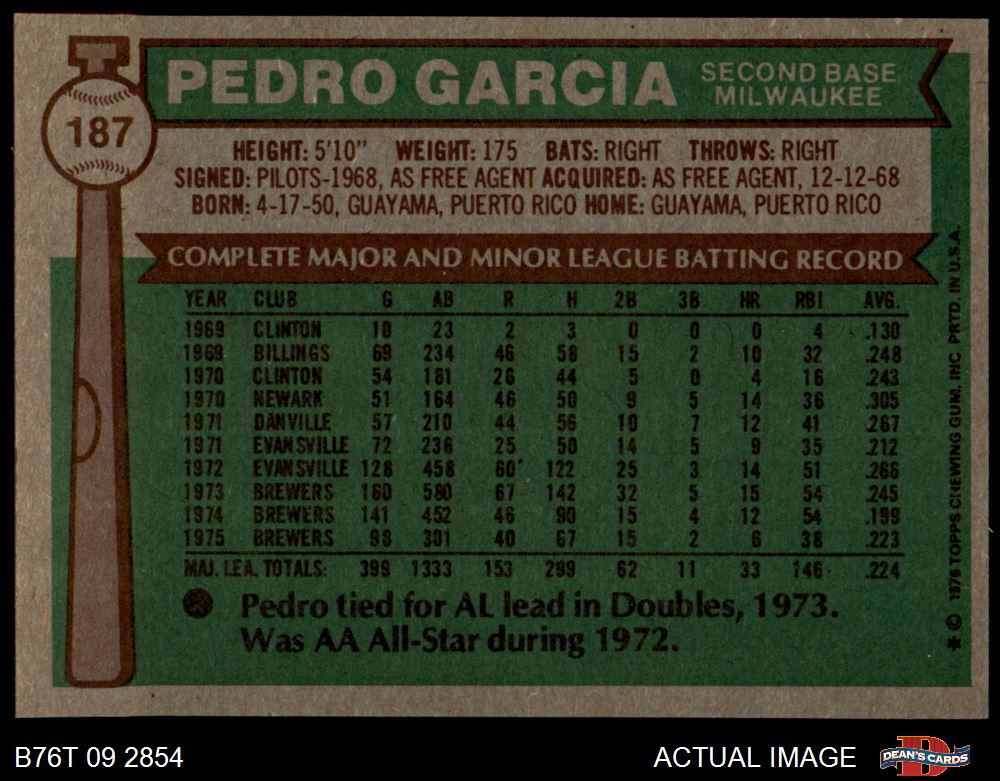 187
PEDRO GARCIA
SECOND BASE
MILWAUKEE
HEIGHT: 5'10" WEIGHT: 175 BATS: RIGHT THROWS: RIGHT
SIGNED: PILOTS-1968, AS FREE AGENT ACQUIRED: AS FREE AGENT, 12-12-68
BORN: 4-17-50, GUAYAMA, PUERTO RICO HOME: GUAYAMA, PUERTO RICO
COMPLETE MAJOR AND MINOR LEAGUE BATTING RECORD
YEAR CLUB G AB R H 2B 3B HR RBI AVG.
1969 CLINTON 10 23 2 3 0 0 0 4 .130
1969 BILLINGS 69 234 46 58 15 2 10 32 .248
1970 CLINTON 54 181 26 44 5 0 4 16 .243
1970 NEWARK 51 164 46 50 9 5 14 36 .305
1971 DANVILLE 57 210 44 56 10 7 12 41 .267
1971 EVANSVILLE 72 236 25 50 14 5 9 35 .212
1972 EVANSVILLE 128 458 60 122 25 3 14 51 .266
1973 BREWERS 160 580 67 142 32 5 15 54 .245
1974 BREWERS 141 452 46 90 15 4 12 54 .199
1975 BREWERS 98 301 40 67 15 2 6 38 .223
MAJ. LEA. TOTALS: 399 1333 153 299 62 11 33 146 .224
Pedro tied for AL lead in Doubles, 1973.
Was AA All-Star during 1972.
* © 1976 TOPPS CHEWING GUM, INC PRTD. IN U.S.A.
B76T 09 2854
ACTUAL IMAGE
D
DEAN'S CARDS